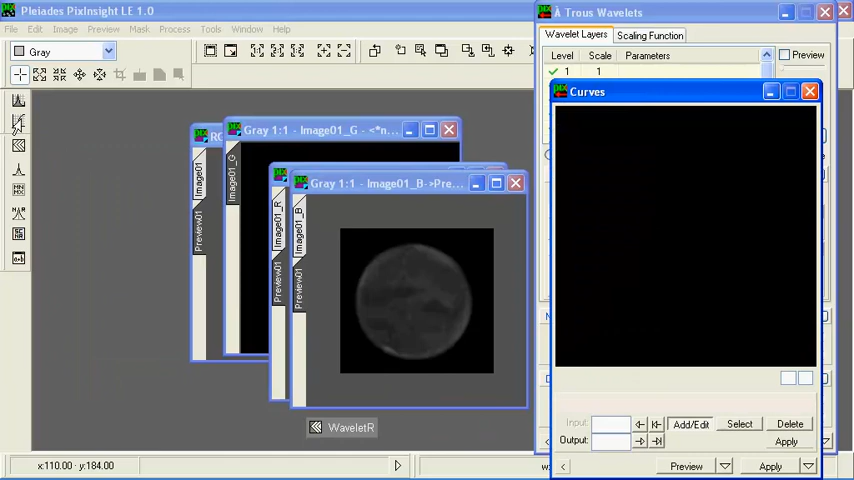 Pleiades PixInsight LE 1.0
File Edit Image Preview Mask Process Tools Window Help
Gray
À Trous Wavelets
Wavelet Layers Scaling Function
Level Scale Parameters
Preview
1 1
Curves
Gray 1:1 - Image01_G - <*n...
Gray 1:1 - Image01_B->Pre...
Image01
Preview01
Image01_G
Image01_R
Preview01
Image01_B
Preview01
WaveletR
Input:
Add/Edit Select Delete
Output:
Apply
Preview Apply
x:110.00 · y:184.00